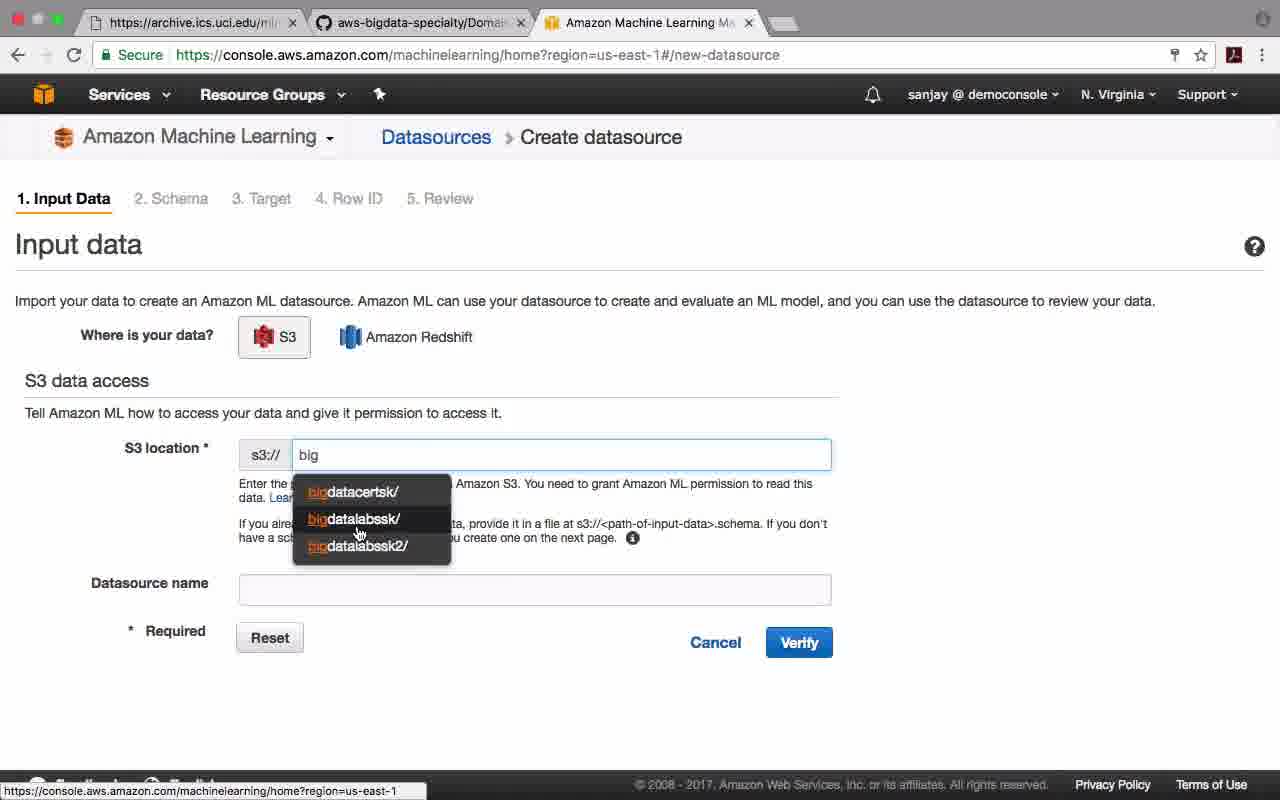 https://archive.ics.uci.edu/ml/ aws-bigdata-specialty/Domain Amazon Machine Learning Ma
Secure https://console.aws.amazon.com/machinelearning/home?region=us-east-1#/new-datasource
Services Resource Groups sanjay @ democonsole N. Virginia Support
Amazon Machine Learning Datasources Create datasource
1. Input Data 2. Schema 3. Target 4. Row ID 5. Review
Input data
Import your data to create an Amazon ML datasource. Amazon ML can use your datasource to create and evaluate an ML model, and you can use the datasource to review your data.
Where is your data? S3 Amazon Redshift
S3 data access
Tell Amazon ML how to access your data and give it permission to access it.
S3 location * s3:// big
Enter the Amazon S3. You need to grant Amazon ML permission to read this
bigdatacertsk/
data.
bigdatalabssk/
If you ta, provide it in a file at s3://<path-of-input-data>.schema. If you don't
have a you create one on the next page.
bigdatalabssk2/
Datasource name
* Required Reset Cancel Verify
© 2008 - 2017, Amazon Web Services, Inc. or its affiliates. All rights reserved. Privacy Policy Terms of Use
https://console.aws.amazon.com/machinelearning/home?region=us-east-1